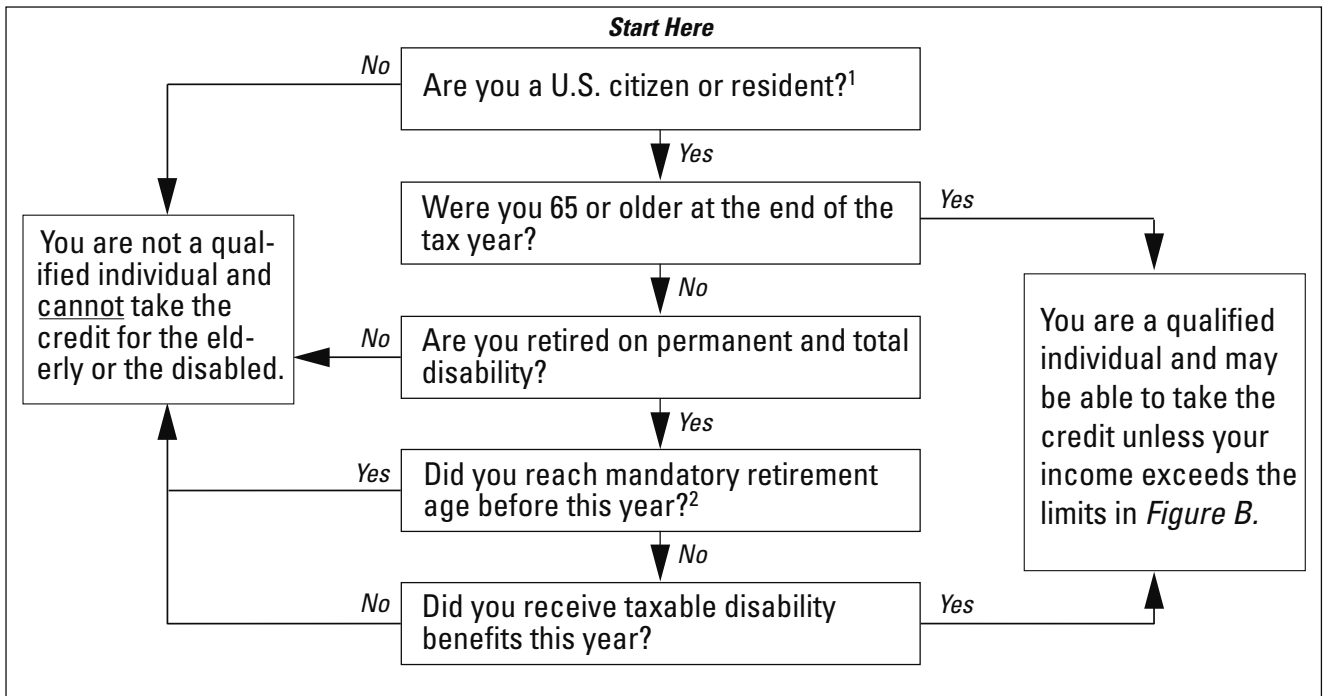 Start Here
No
Are you a U.S. citizen or resident?1
Yes
Were you 65 or older at the end of the
tax year?
Yes
No
You are not a qual-
ified individual and
cannot take the
credit for the eld-
erly or the disabled.
No
Are you retired on permanent and total
disability?
You are a qualified
individual and may
be able to take the
credit unless your
income exceeds the
limits in Figure B.
Yes
Yes
Did you reach mandatory retirement
age before this year?2
No
No
Did you receive taxable disability
benefits this year?
Yes